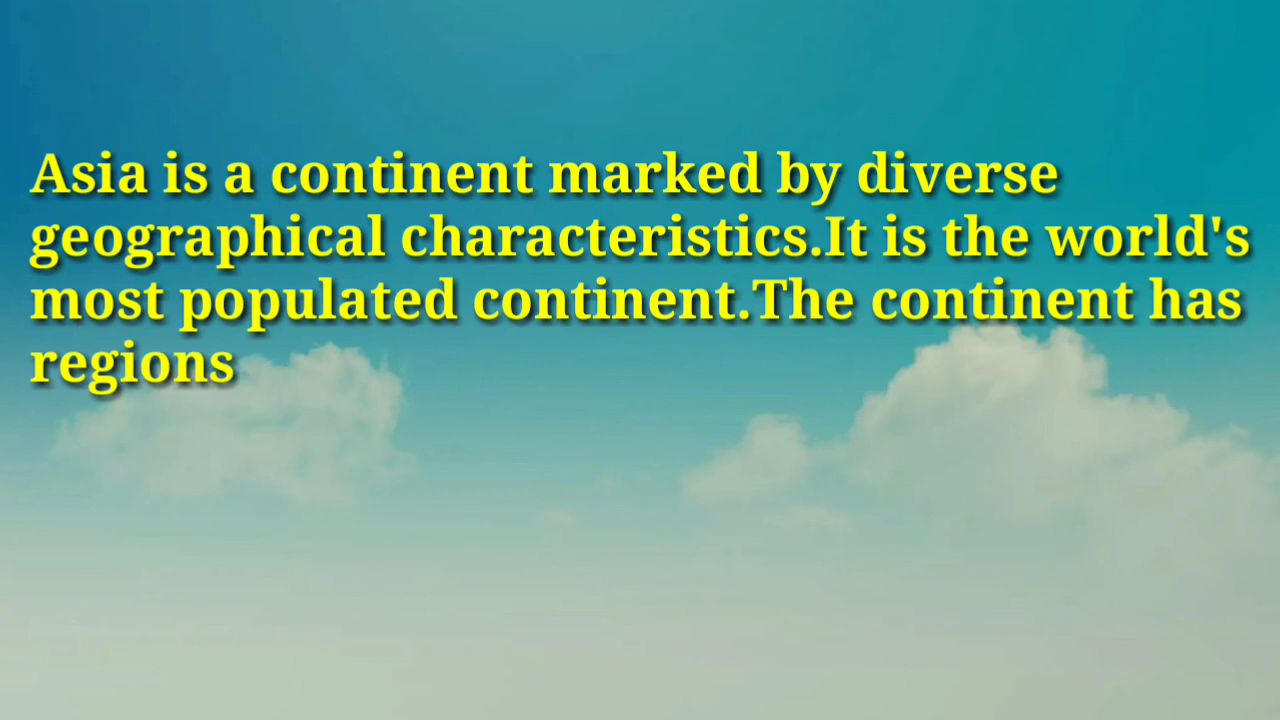 Asia is a continent marked by diverse
geographical characteristics.It is the world's
most populated continent.The continent has
regions